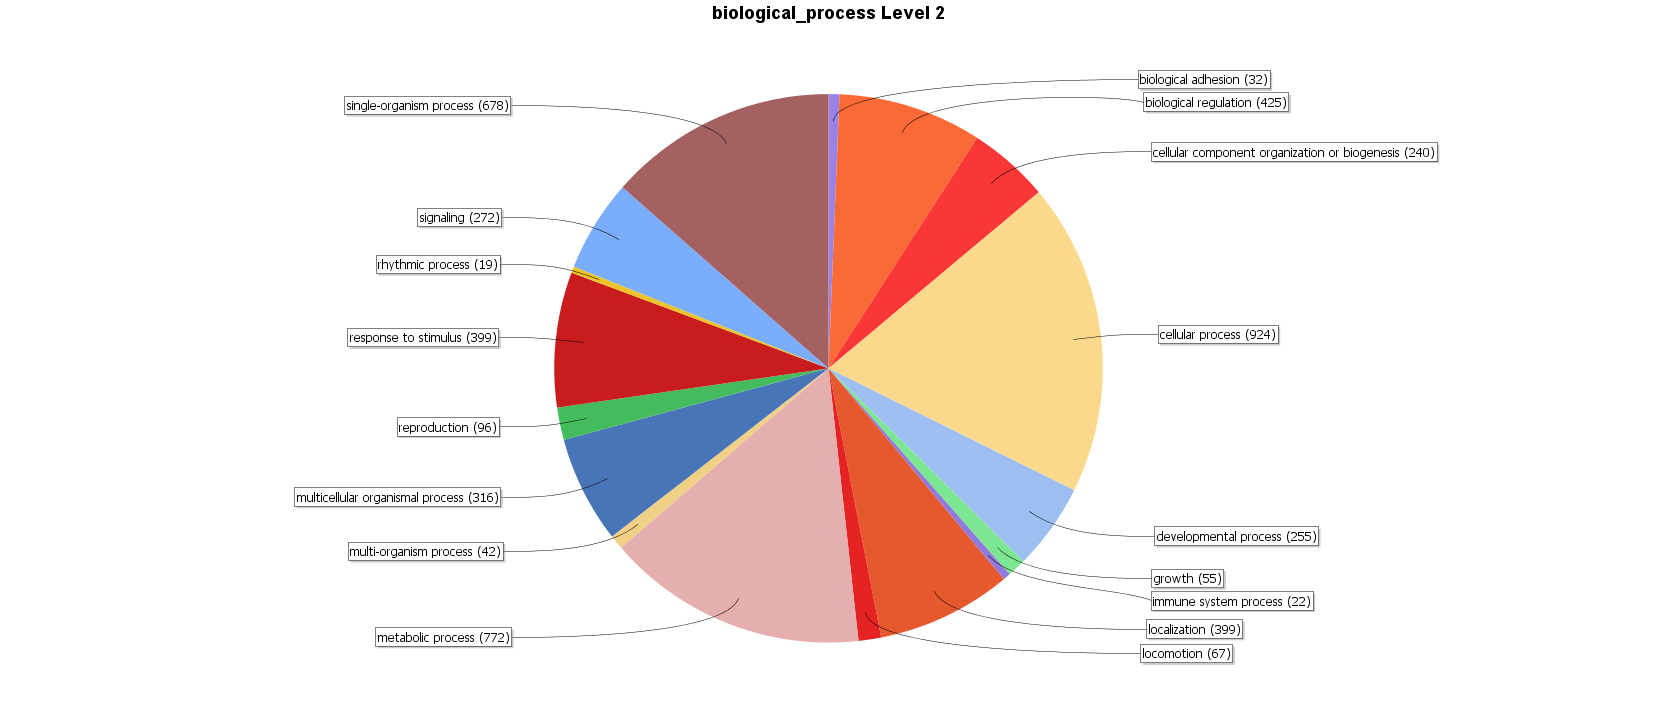 biological_process Level 2
biological adhesion (32)
biological regulation (425)
cellular component organization or biogenesis (240)
cellular process (924)
developmental process (255)
growth (55)
immune system process (22)
localization (399)
locomotion (67)
metabolic process (772)
multi-organism process (42)
multicellular organismal process (316)
reproduction (96)
response to stimulus (399)
rhythmic process (19)
signaling (272)
single-organism process (678)